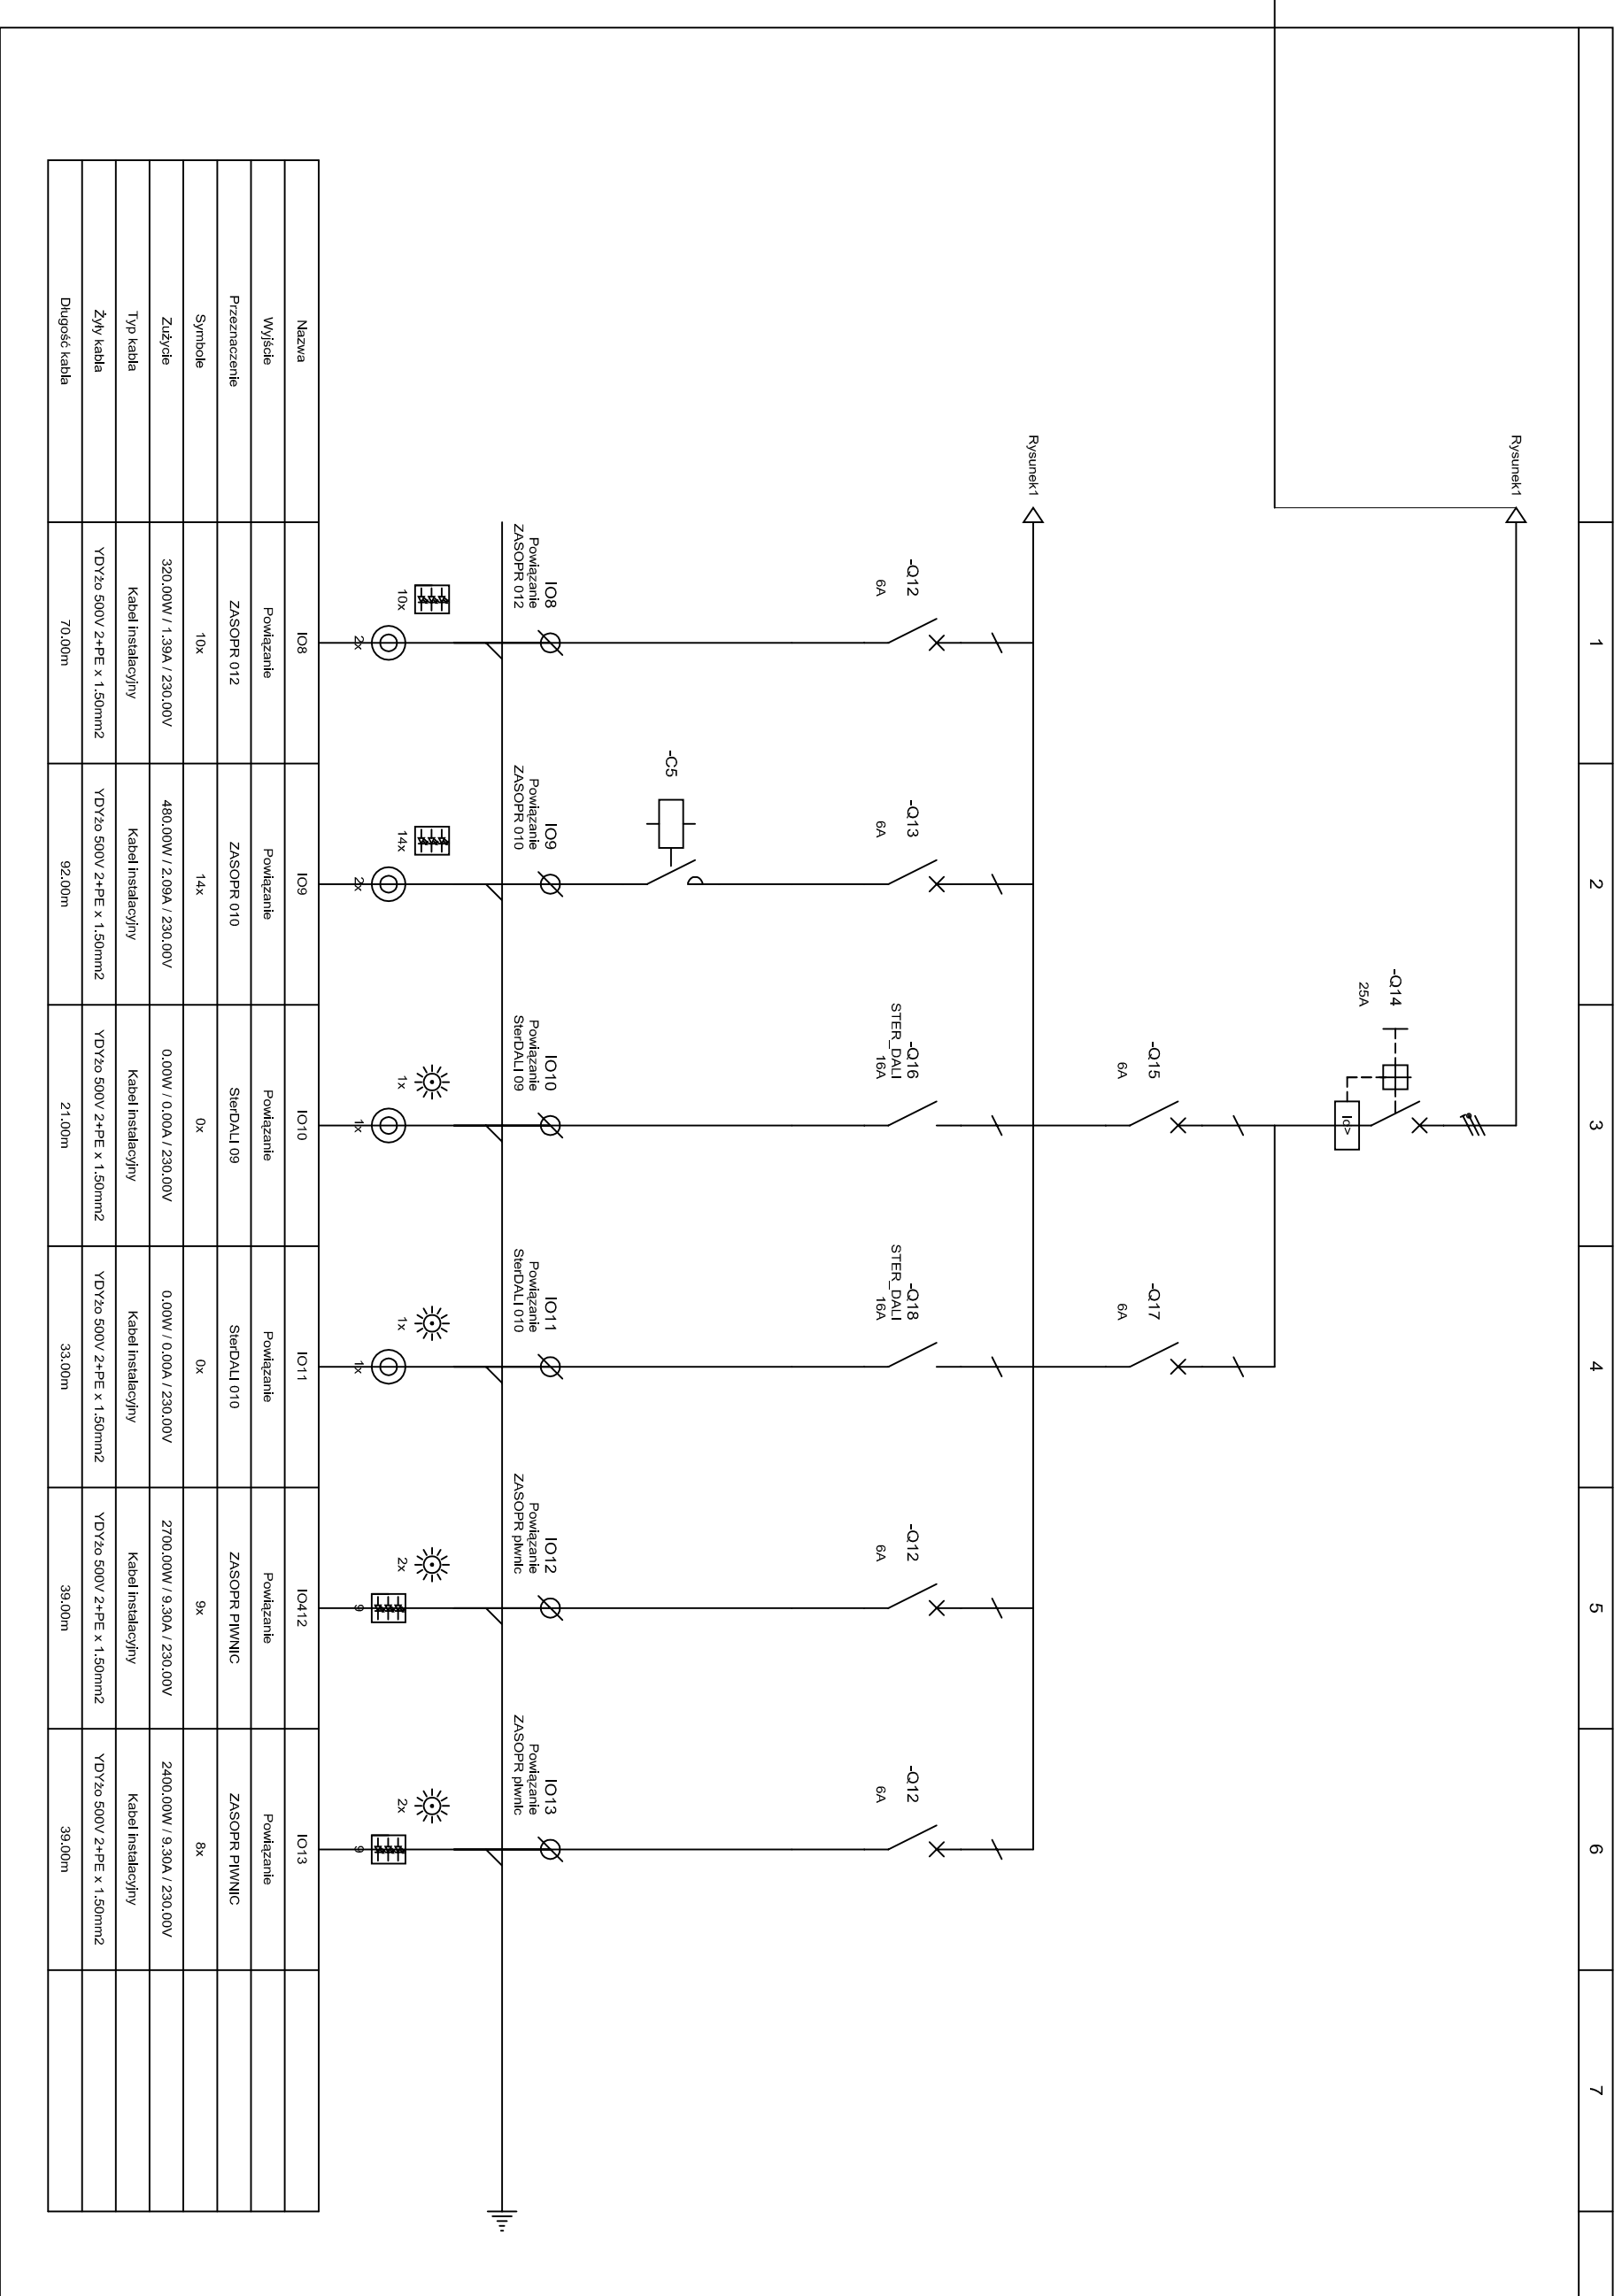 1
2
3
4
5
6
7
Rysunek1
-Q14
25A
Id>
-Q15
6A
-Q17
6A
Rysunek1
-Q12
6A
-Q13
6A
-Q16
STER_DALI
16A
-Q18
STER_DALI
16A
-Q12
6A
-Q12
6A
-C5
IO8
Powiązanie
ZASOPR 012
IO9
Powiązanie
ZASOPR 010
IO10
Powiązanie
SterDALI 09
IO11
Powiązanie
SterDALI 010
IO12
Powiązanie
ZASOPR piwnic
IO13
Powiązanie
ZASOPR piwnic
10x
14x
1x
1x
2x
2x
2x
2x
1x
1x
9
9
Nazwa IO8 IO9 IO10 IO11 IO412 IO13
Wyjście Powiązanie Powiązanie Powiązanie Powiązanie Powiązanie Powiązanie
Przeznaczenie ZASOPR 012 ZASOPR 010 SterDALI 09 SterDALI 010 ZASOPR PIWNIC ZASOPR PIWNIC
Symbole 10x 14x 0x 0x 9x 8x
Zużycie 320.00W / 1.39A / 230.00V 480.00W / 2.09A / 230.00V 0.00W / 0.00A / 230.00V 0.00W / 0.00A / 230.00V 2700.00W / 9.30A / 230.00V 2400.00W / 9.30A / 230.00V
Typ kabla Kabel instalacyjny Kabel instalacyjny Kabel instalacyjny Kabel instalacyjny Kabel instalacyjny Kabel instalacyjny
Żyły kabla YDYżo 500V 2+PE x 1.50mm2 YDYżo 500V 2+PE x 1.50mm2 YDYżo 500V 2+PE x 1.50mm2 YDYżo 500V 2+PE x 1.50mm2 YDYżo 500V 2+PE x 1.50mm2 YDYżo 500V 2+PE x 1.50mm2
Długość kabla 70.00m 92.00m 21.00m 33.00m 39.00m 39.00m